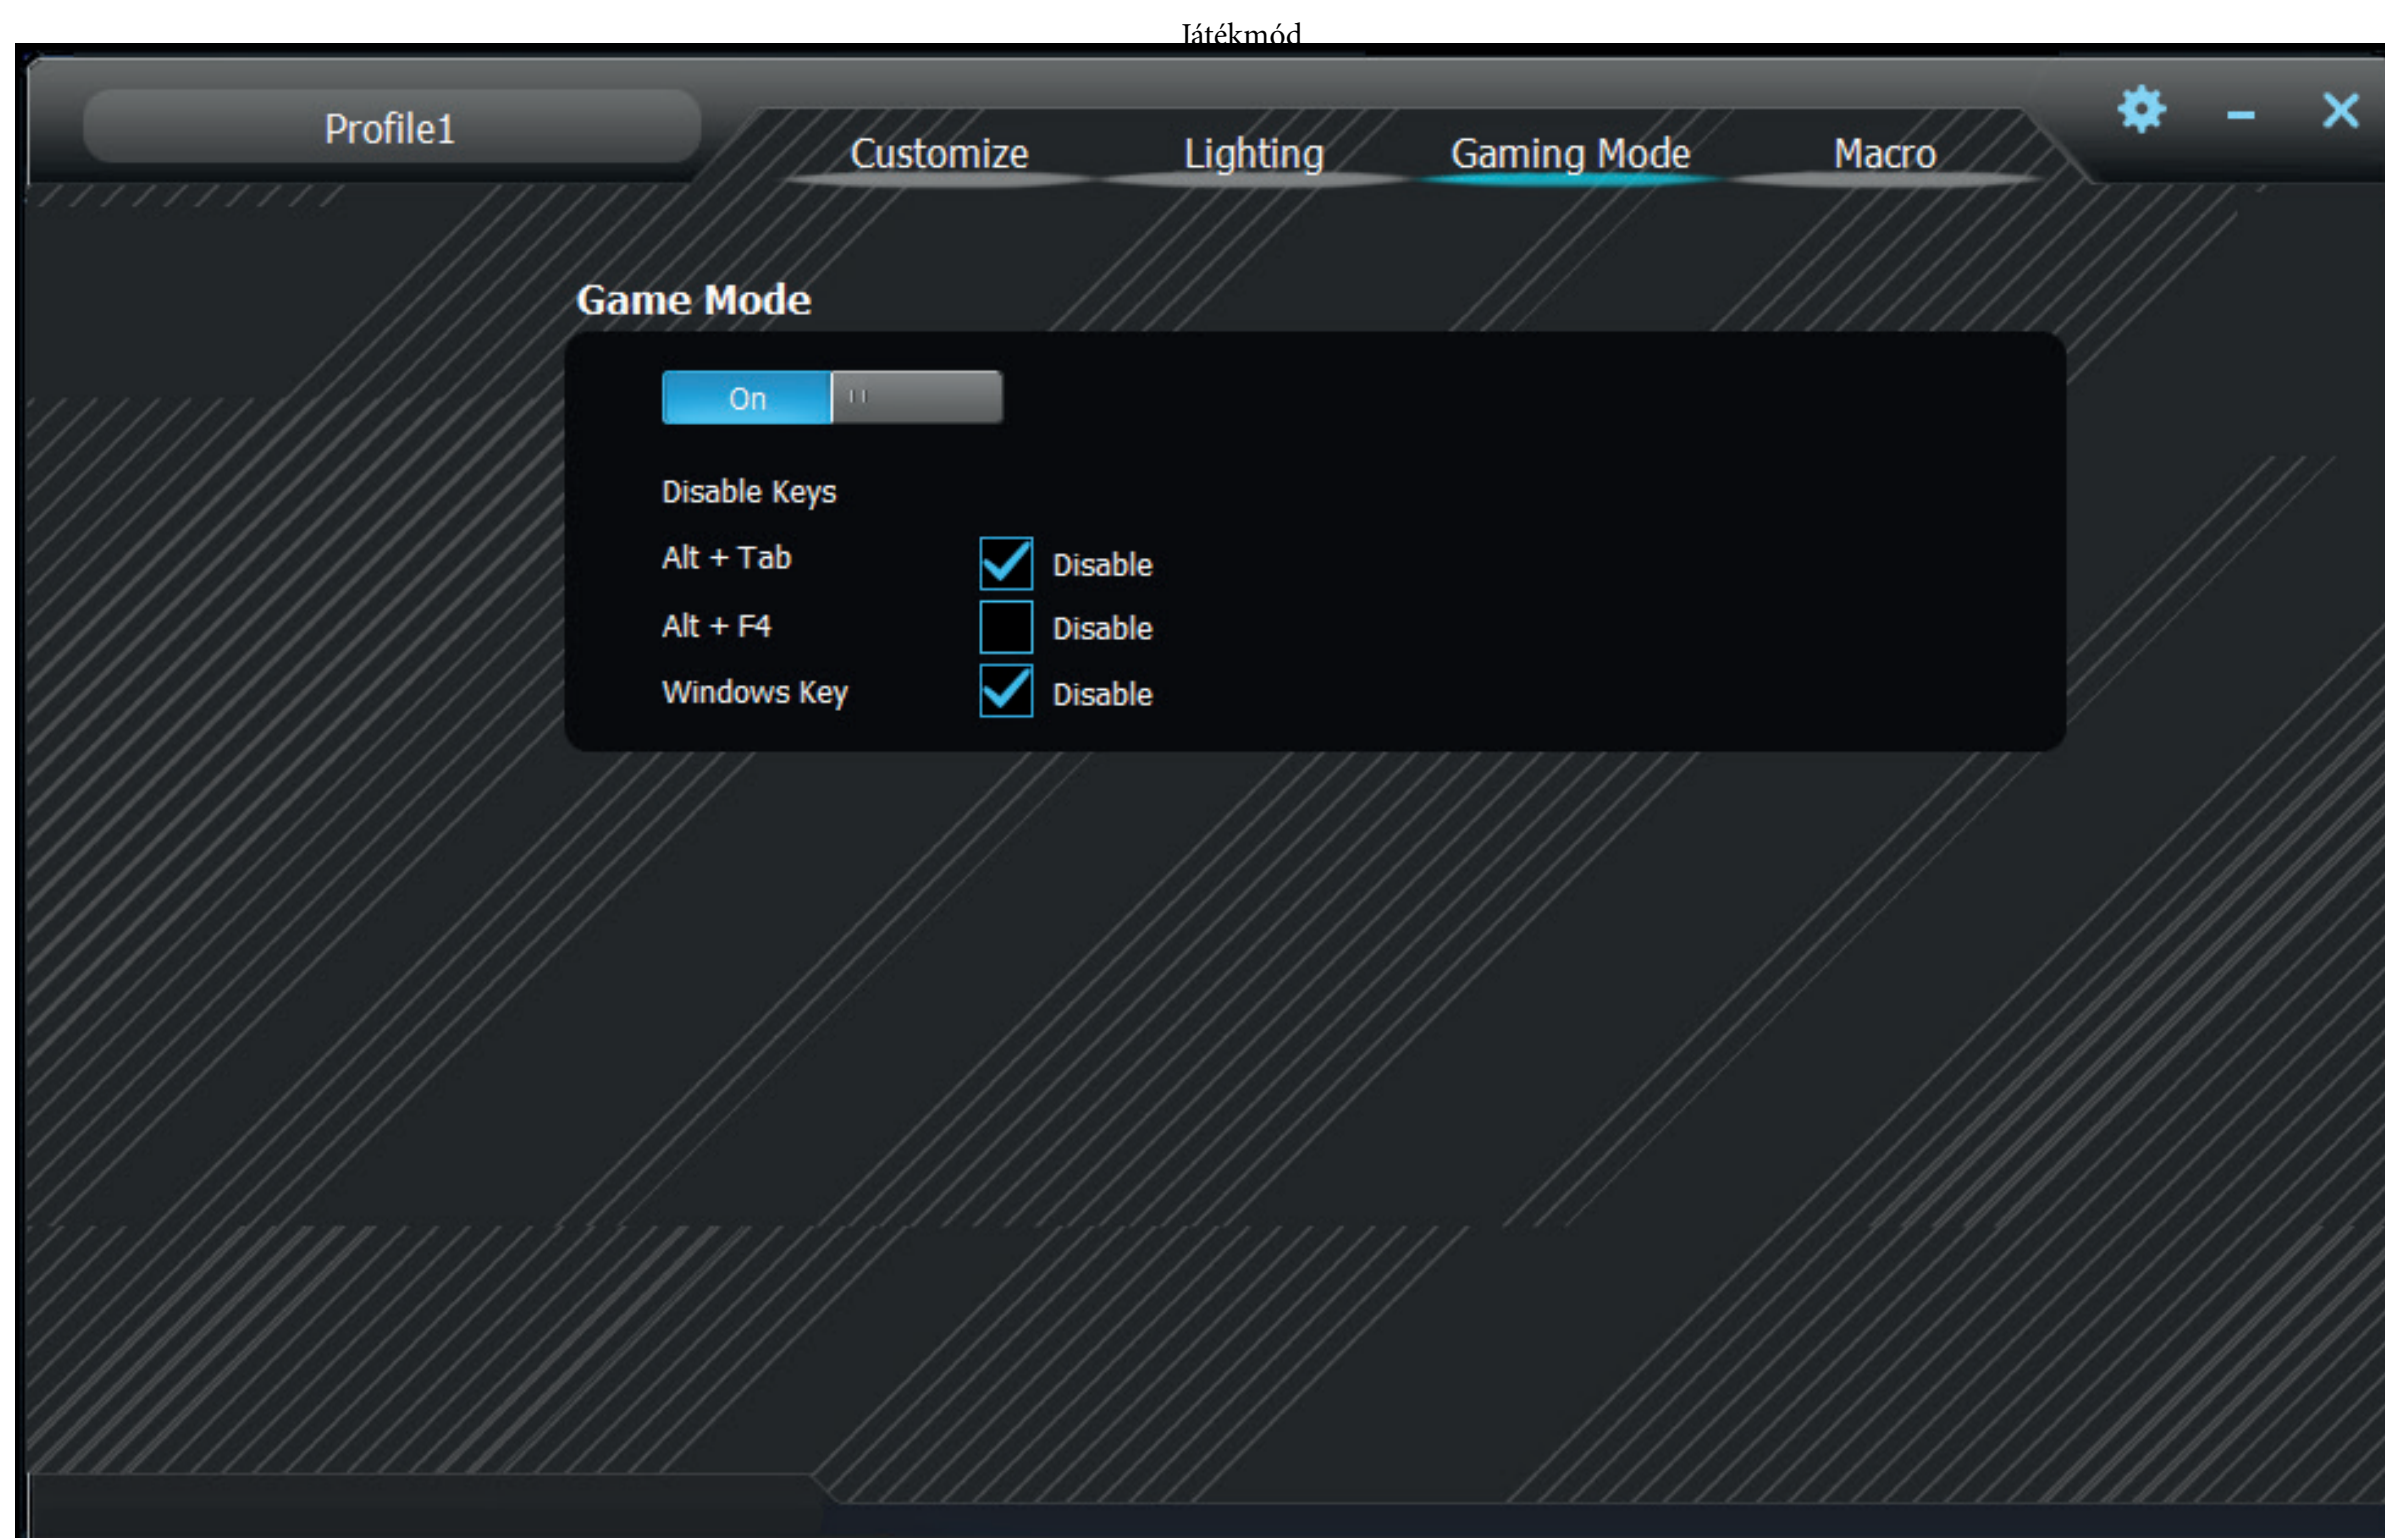 Játékmód
Profile1
Customize Lighting Gaming Mode Macro
Game Mode
On
Disable Keys
Alt + Tab Disable
Alt + F4 Disable
Windows Key Disable